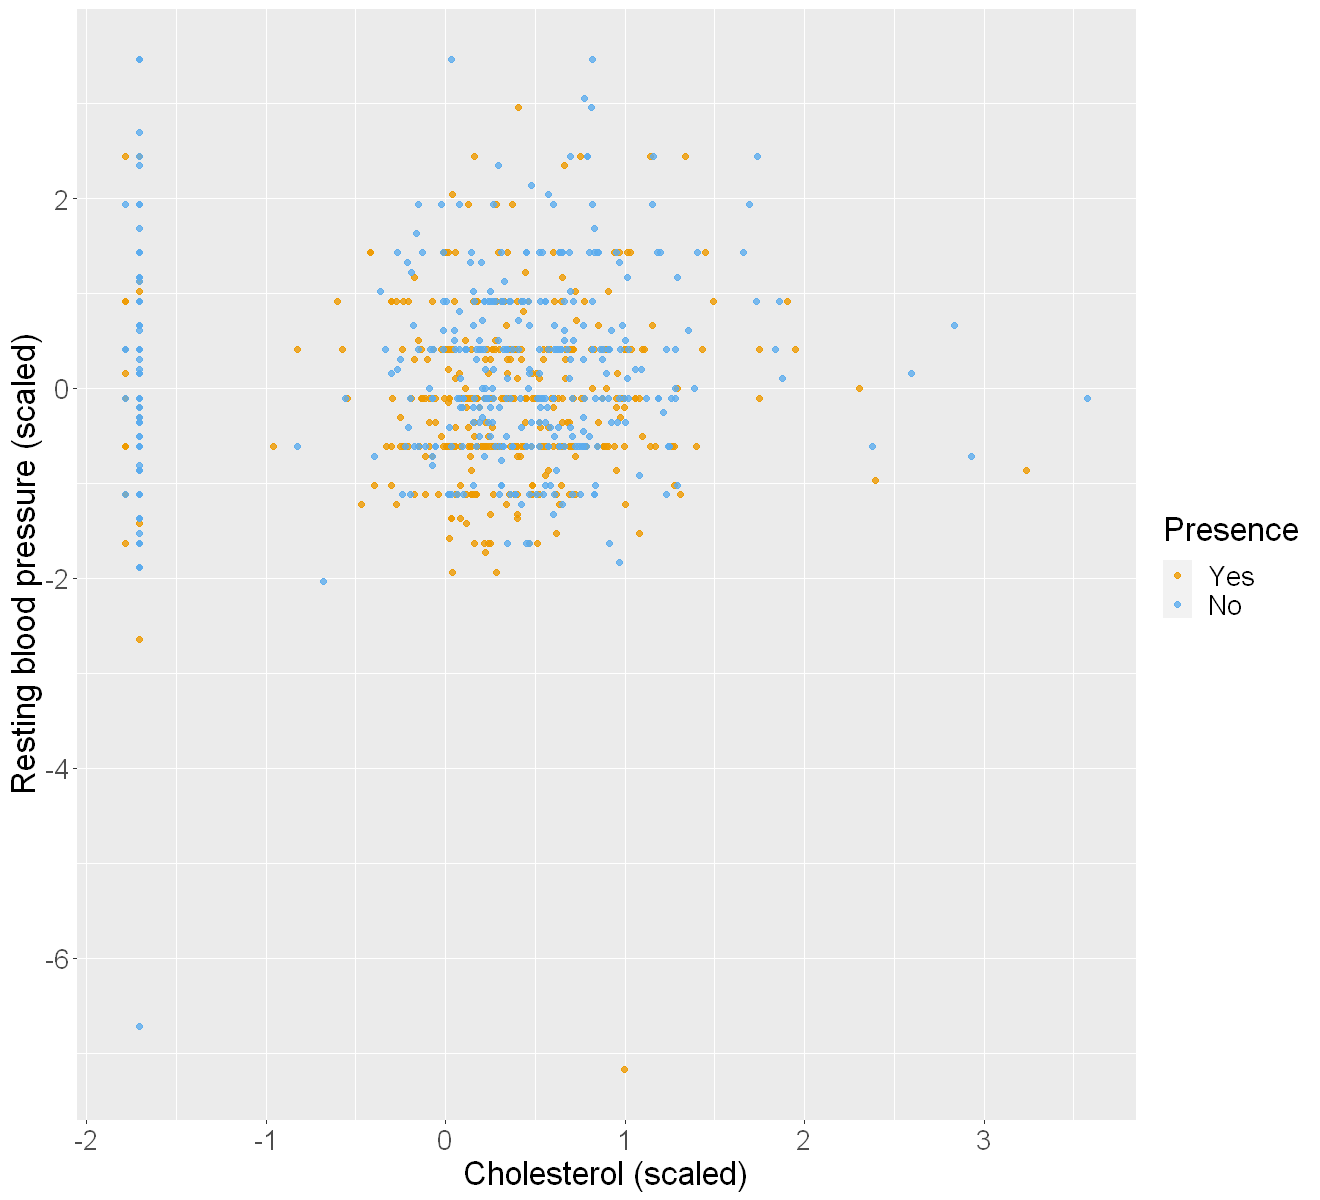 Resting blood pressure (scaled)
2
0
-2
-4
-6
-2 -1 0 1 2 3
Cholesterol (scaled)
Presence
Yes
No